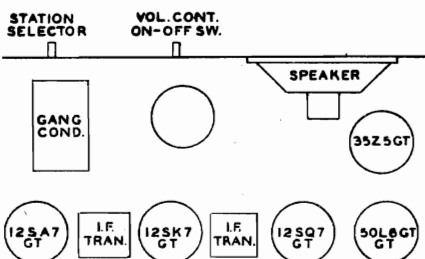 STATION
SELECTOR
VOL. CONT.
ON-OFF SW.
SPEAKER
GANG
COND.
35Z5GT
12SA7
GT
I.F.
TRAN.
12SK7
GT
I.F.
TRAN.
12SQ7
GT
50L6GT
GT